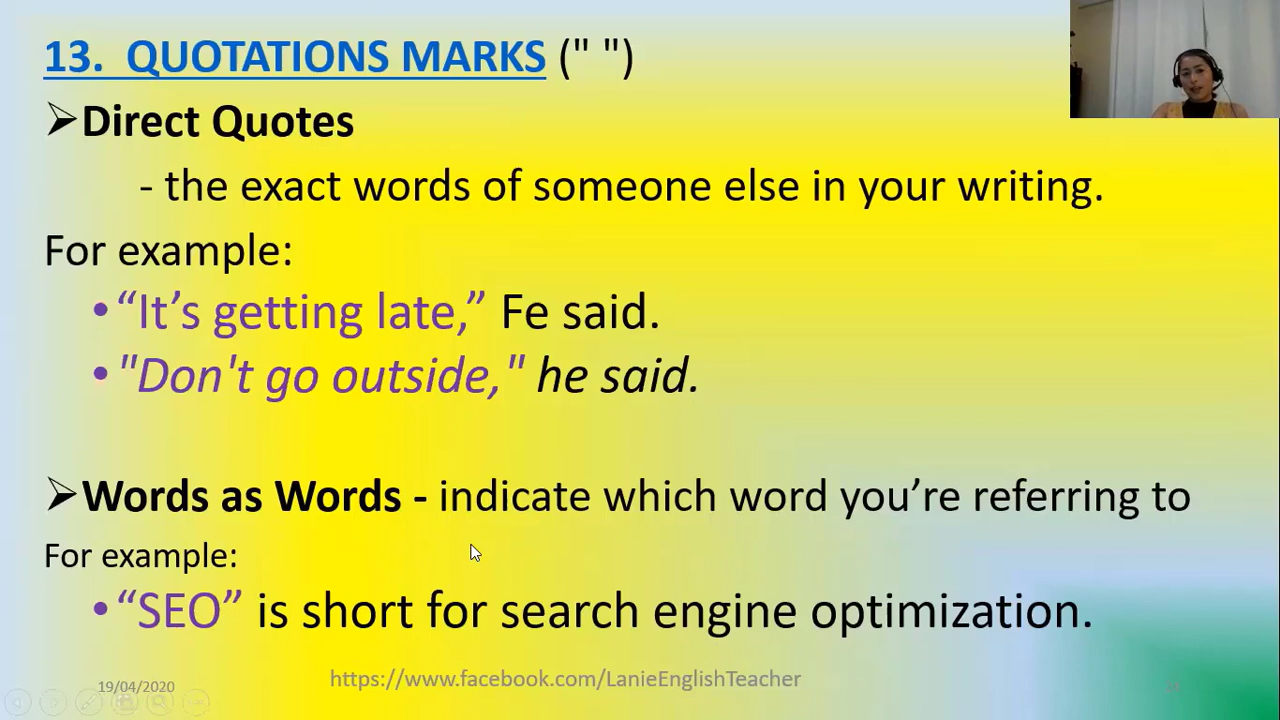 13. QUOTATIONS MARKS (" ")
➢Direct Quotes
- the exact words of someone else in your writing.
For example:
•“It’s getting late,” Fe said.
•"Don't go outside," he said.
➢Words as Words - indicate which word you’re referring to
For example:
•“SEO” is short for search engine optimization.
19/04/2020
https://www.facebook.com/LanieEnglishTeacher